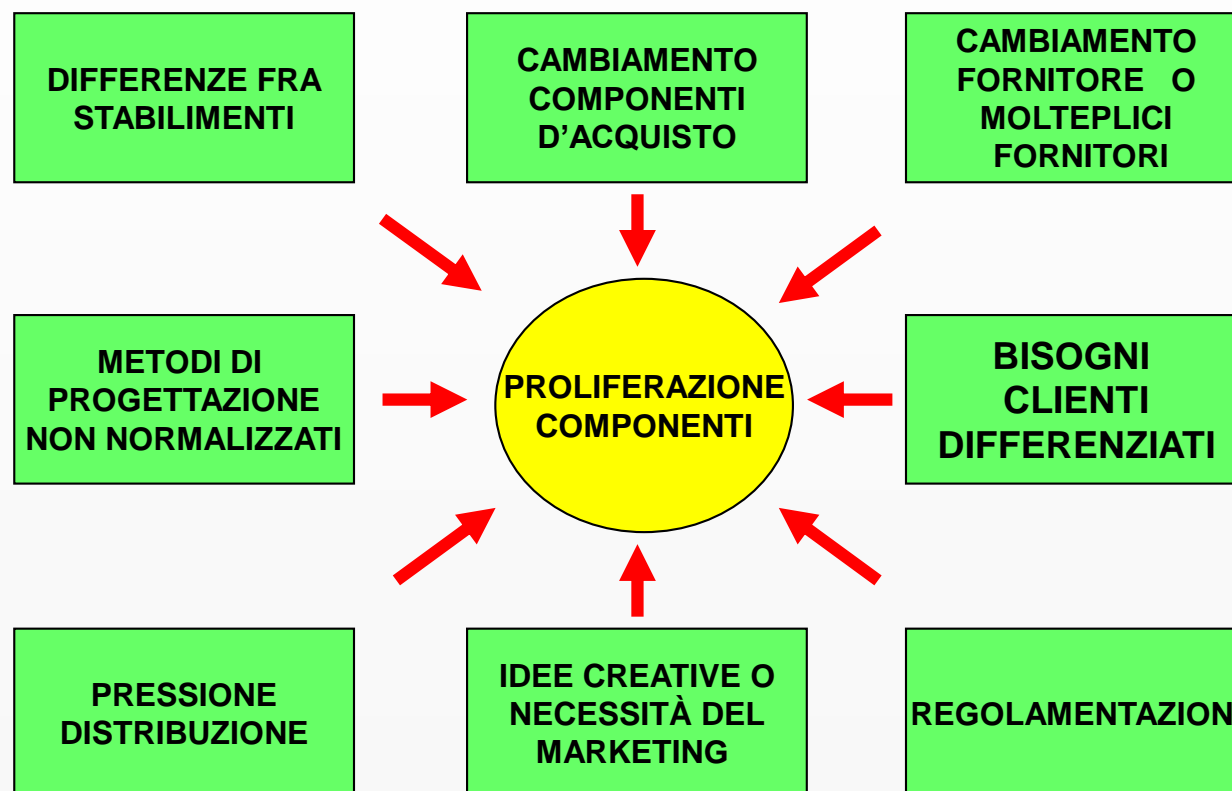 DIFFERENZE FRA
STABILIMENTI
CAMBIAMENTO
COMPONENTI
D’ACQUISTO
CAMBIAMENTO
FORNITORE O
MOLTEPLICI
FORNITORI
METODI DI
PROGETTAZIONE
NON NORMALIZZATI
PROLIFERAZIONE
COMPONENTI
BISOGNI
CLIENTI
DIFFERENZIATI
PRESSIONE
DISTRIBUZIONE
IDEE CREATIVE O
NECESSITÀ DEL
MARKETING
REGOLAMENTAZION